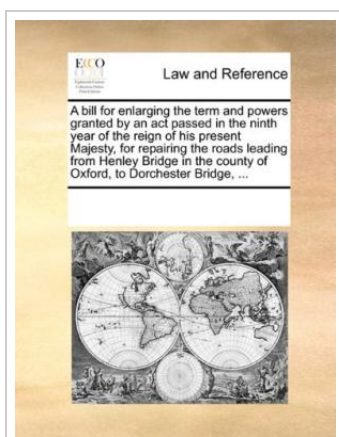 ECCO
Law and Reference
A bill for enlarging the term and powers
granted by an act passed in the ninth
year of the reign of his present
Majesty, for repairing the roads leading
from Henley Bridge in the county of
Oxford, to Dorchester Bridge, ...